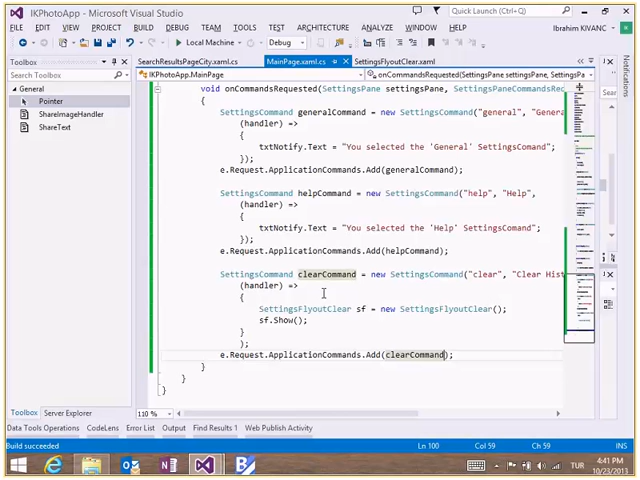 IKPhotoApp - Microsoft Visual Studio
Quick Launch (Ctrl+Q)
FILE EDIT VIEW PROJECT BUILD DEBUG TEAM TOOLS TEST ARCHITECTURE ANALYZE WINDOW HELP
Ibrahim KIVANC
Local Machine Debug
Toolbox
Search Toolbox
General
Pointer
ShareImageHandler
ShareText
SearchResultsPageCity.xaml.cs MainPage.xaml.cs SettingsFlyoutClear.xaml
IKPhotoApp.MainPage
onCommandsRequested(SettingsPane settingsPane, SettingsPa
void onCommandsRequested(SettingsPane settingsPane, SettingsPaneCommandsReq
{
SettingsCommand generalCommand = new SettingsCommand("general", "Genera
(handler) =>
{
txtNotify.Text = "You selected the 'General' SettingsComand";
});
e.Request.ApplicationCommands.Add(generalCommand);
SettingsCommand helpCommand = new SettingsCommand("help", "Help",
(handler) =>
{
txtNotify.Text = "You selected the 'Help' SettingsComand";
});
e.Request.ApplicationCommands.Add(helpCommand);
SettingsCommand clearCommand = new SettingsCommand("clear", "Clear Hist
(handler) =>
{
SettingsFlyoutClear sf = new SettingsFlyoutClear();
sf.Show();
}
);
e.Request.ApplicationCommands.Add(clearCommand);
}
}
}
110 %
Sear
Notifications
Toolbox Server Explorer
Data Tools Operations CodeLens Error List Output Find Results 1 Web Publish Activity
Build succeeded Ln 100 Col 59 Ch 59 INS
TUR
4:41 PM
10/23/2013